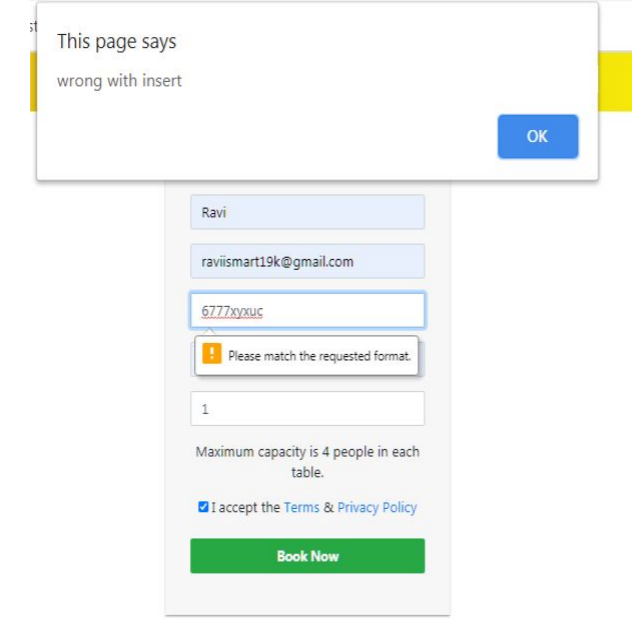 st
This page says
wrong with insert
OK
Ravi
raviismart19k@gmail.com
6777xyxuc
Please match the requested format.
1
Maximum capacity is 4 people in each
table.
I accept the Terms & Privacy Policy
Book Now